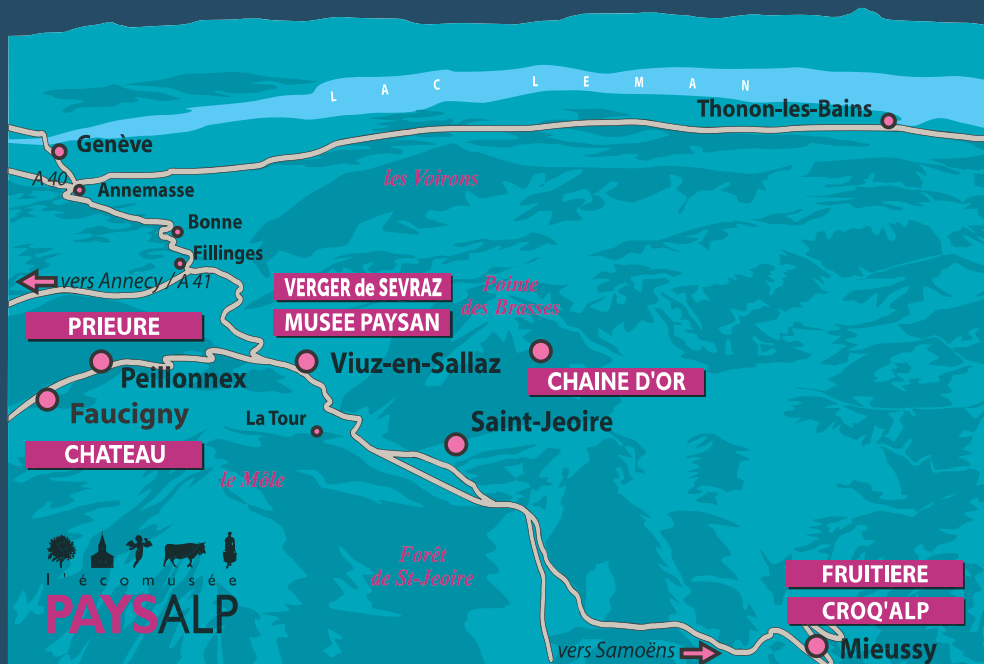 LAC LEMAN
Thonon-les-Bains
Genève
les Voirons
A 40
Annemasse
Bonne
Fillinges
vers Annecy / A 41
VERGER de SEVRAZ
Pointe
des Brasses
PRIEURE
MUSEE PAYSAN
Viuz-en-Sallaz
Peillonnex
CHAINE D'OR
Faucigny
La Tour
Saint-Jeoire
CHATEAU
le Môle
Forêt
de St-Jeoire
l'écomusée
PAYSALP
FRUITIERE
CROQ'ALP
vers Samoëns
Mieussy